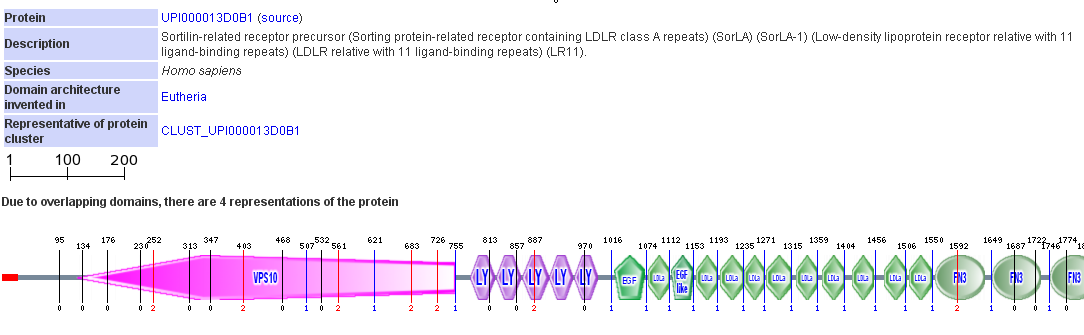 Protein UPI000013D0B1 (source)
Description Sortilin-related receptor precursor (Sorting protein-related receptor containing LDLR class A repeats) (SorLA) (SorLA-1) (Low-density lipoprotein receptor relative with 11
ligand-binding repeats) (LDLR relative with 11 ligand-binding repeats) (LR11).
Species Homo sapiens
Domain architecture
invented in Eutheria
Representative of protein
cluster CLUST_UPI000013D0B1
1 100 200
Due to overlapping domains, there are 4 representations of the protein
95 176 252 347 468 532 621 726 813 887 970 1016 1112 1193 1271 1359 1456 1550 1649 1722 1774
134 230 313 403 507 561 683 755 857 1074 1153 1235 1315 1404 1506 1592 1687 1746
VPS10 LY LY LY LY LY EGF LDLa EGF like LDLa LDLa LDLa LDLa LDLa LDLa LDLa LDLa LDLa FN3 FN3 FN3
0 0 0 0 2 0 0 2 0 1 2 1 2 2 1 0 0 2 0 1 1 1 1 1 1 1 1 1 1 1 1 1 1 2 1 0 0 1 0